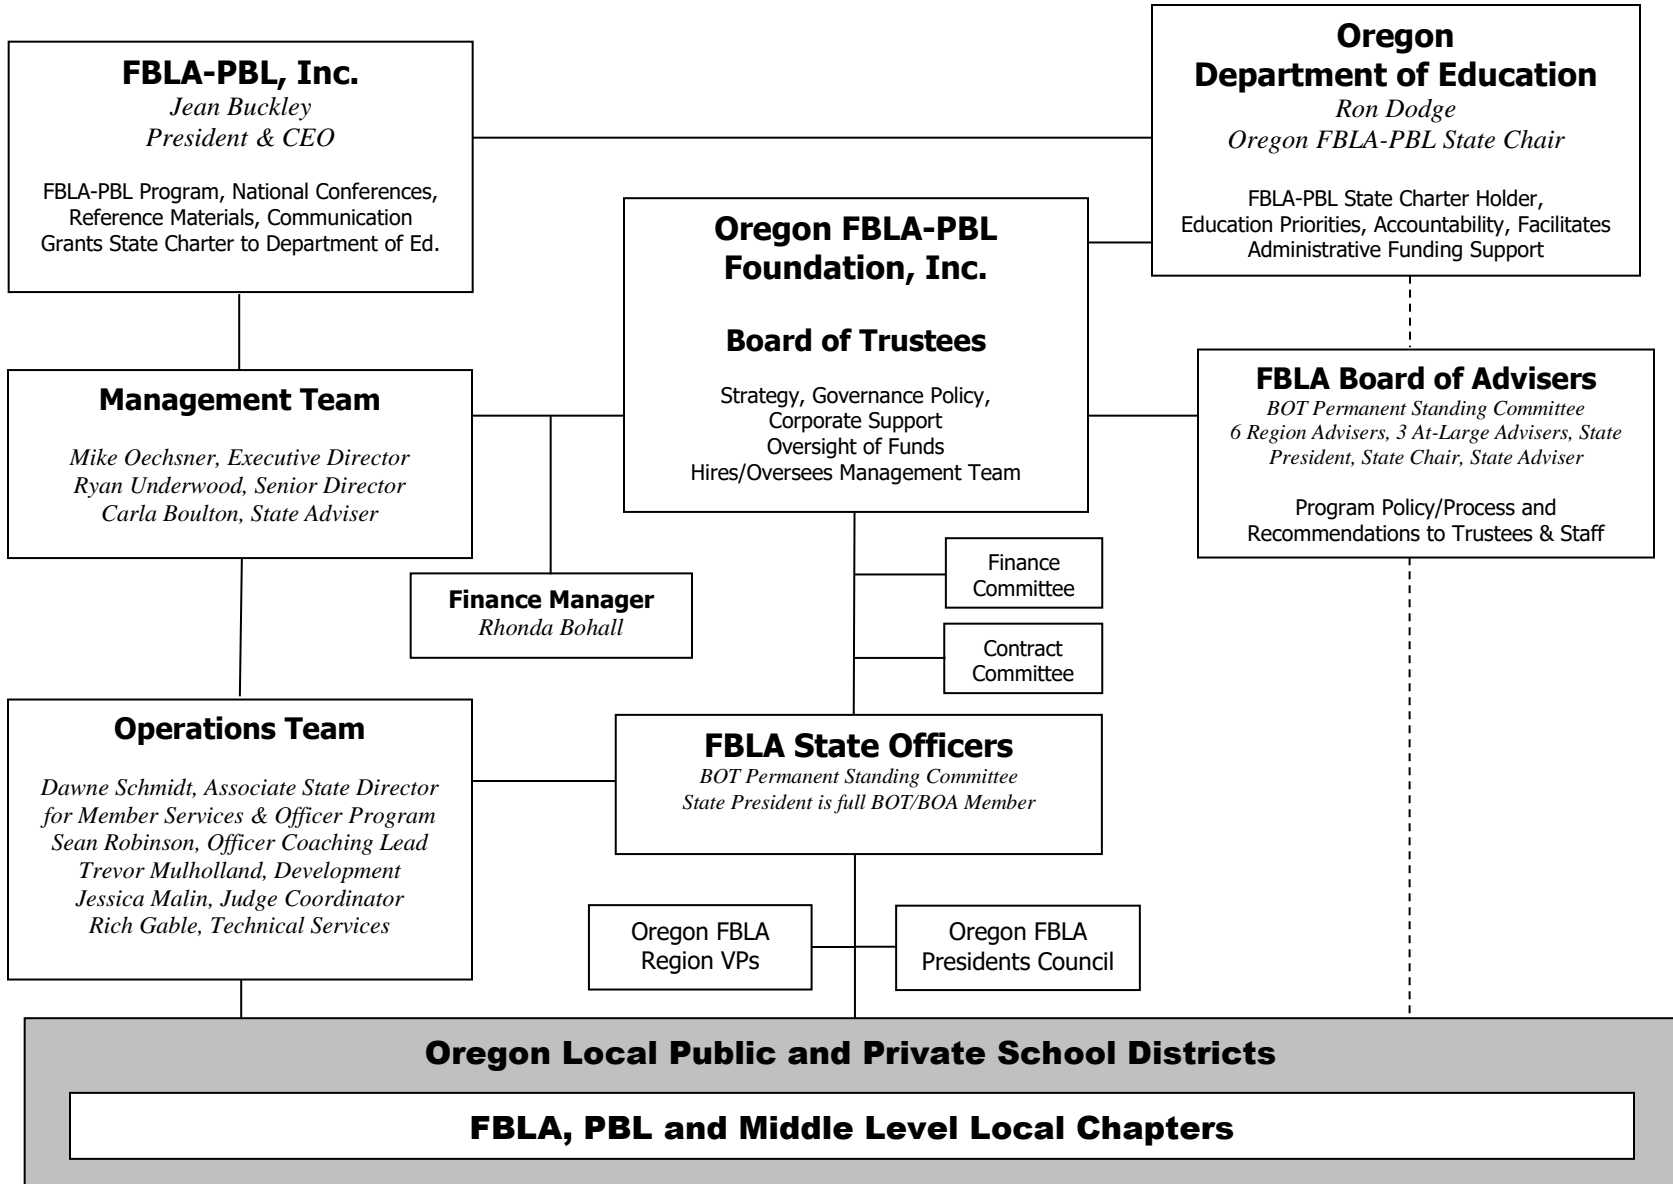 FBLA-PBL, Inc.
Jean Buckley
President & CEO
FBLA-PBL Program, National Conferences,
Reference Materials, Communication
Grants State Charter to Department of Ed.
Oregon
Department of Education
Ron Dodge
Oregon FBLA-PBL State Chair
FBLA-PBL State Charter Holder,
Education Priorities, Accountability, Facilitates
Administrative Funding Support
Oregon FBLA-PBL
Foundation, Inc.
Board of Trustees
Strategy, Governance Policy,
Corporate Support
Oversight of Funds
Hires/Oversees Management Team
Management Team
Mike Oechsner, Executive Director
Ryan Underwood, Senior Director
Carla Boulton, State Adviser
FBLA Board of Advisers
BOT Permanent Standing Committee
6 Region Advisers, 3 At-Large Advisers, State
President, State Chair, State Adviser
Program Policy/Process and
Recommendations to Trustees & Staff
Finance Manager
Rhonda Bohall
Finance
Committee
Contract
Committee
Operations Team
Dawne Schmidt, Associate State Director
for Member Services & Officer Program
Sean Robinson, Officer Coaching Lead
Trevor Mulholland, Development
Jessica Malin, Judge Coordinator
Rich Gable, Technical Services
FBLA State Officers
BOT Permanent Standing Committee
State President is full BOT/BOA Member
Oregon FBLA
Region VPs
Oregon FBLA
Presidents Council
Oregon Local Public and Private School Districts
FBLA, PBL and Middle Level Local Chapters